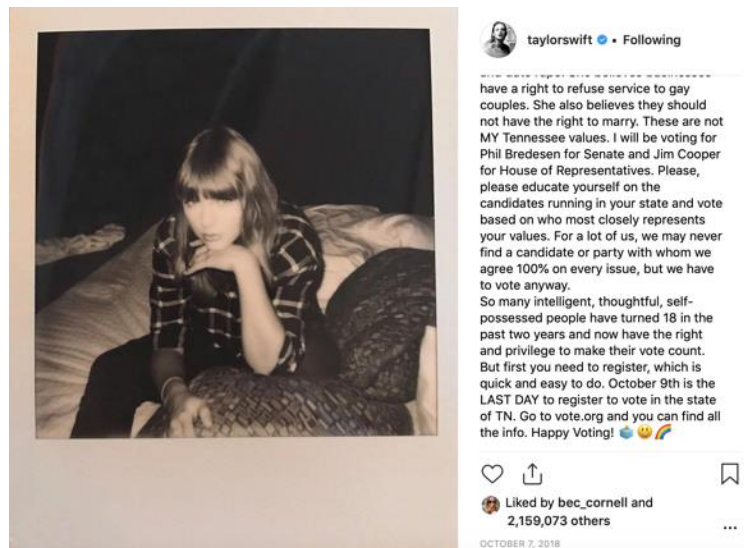 taylorswift • Following
have a right to refuse service to gay
couples. She also believes they should
not have the right to marry. These are not
MY Tennessee values. I will be voting for
Phil Bredesen for Senate and Jim Cooper
for House of Representatives. Please,
please educate yourself on the
candidates running in your state and vote
based on who most closely represents
your values. For a lot of us, we may never
find a candidate or party with whom we
agree 100% on every issue, but we have
to vote anyway.
So many intelligent, thoughtful, self-
possessed people have turned 18 in the
past two years and now have the right
and privilege to make their vote count.
But first you need to register, which is
quick and easy to do. October 9th is the
LAST DAY to register to vote in the state
of TN. Go to vote.org and you can find all
the info. Happy Voting! 🗳️😃🌈
Liked by bec_cornell and
2,159,073 others
OCTOBER 7, 2018